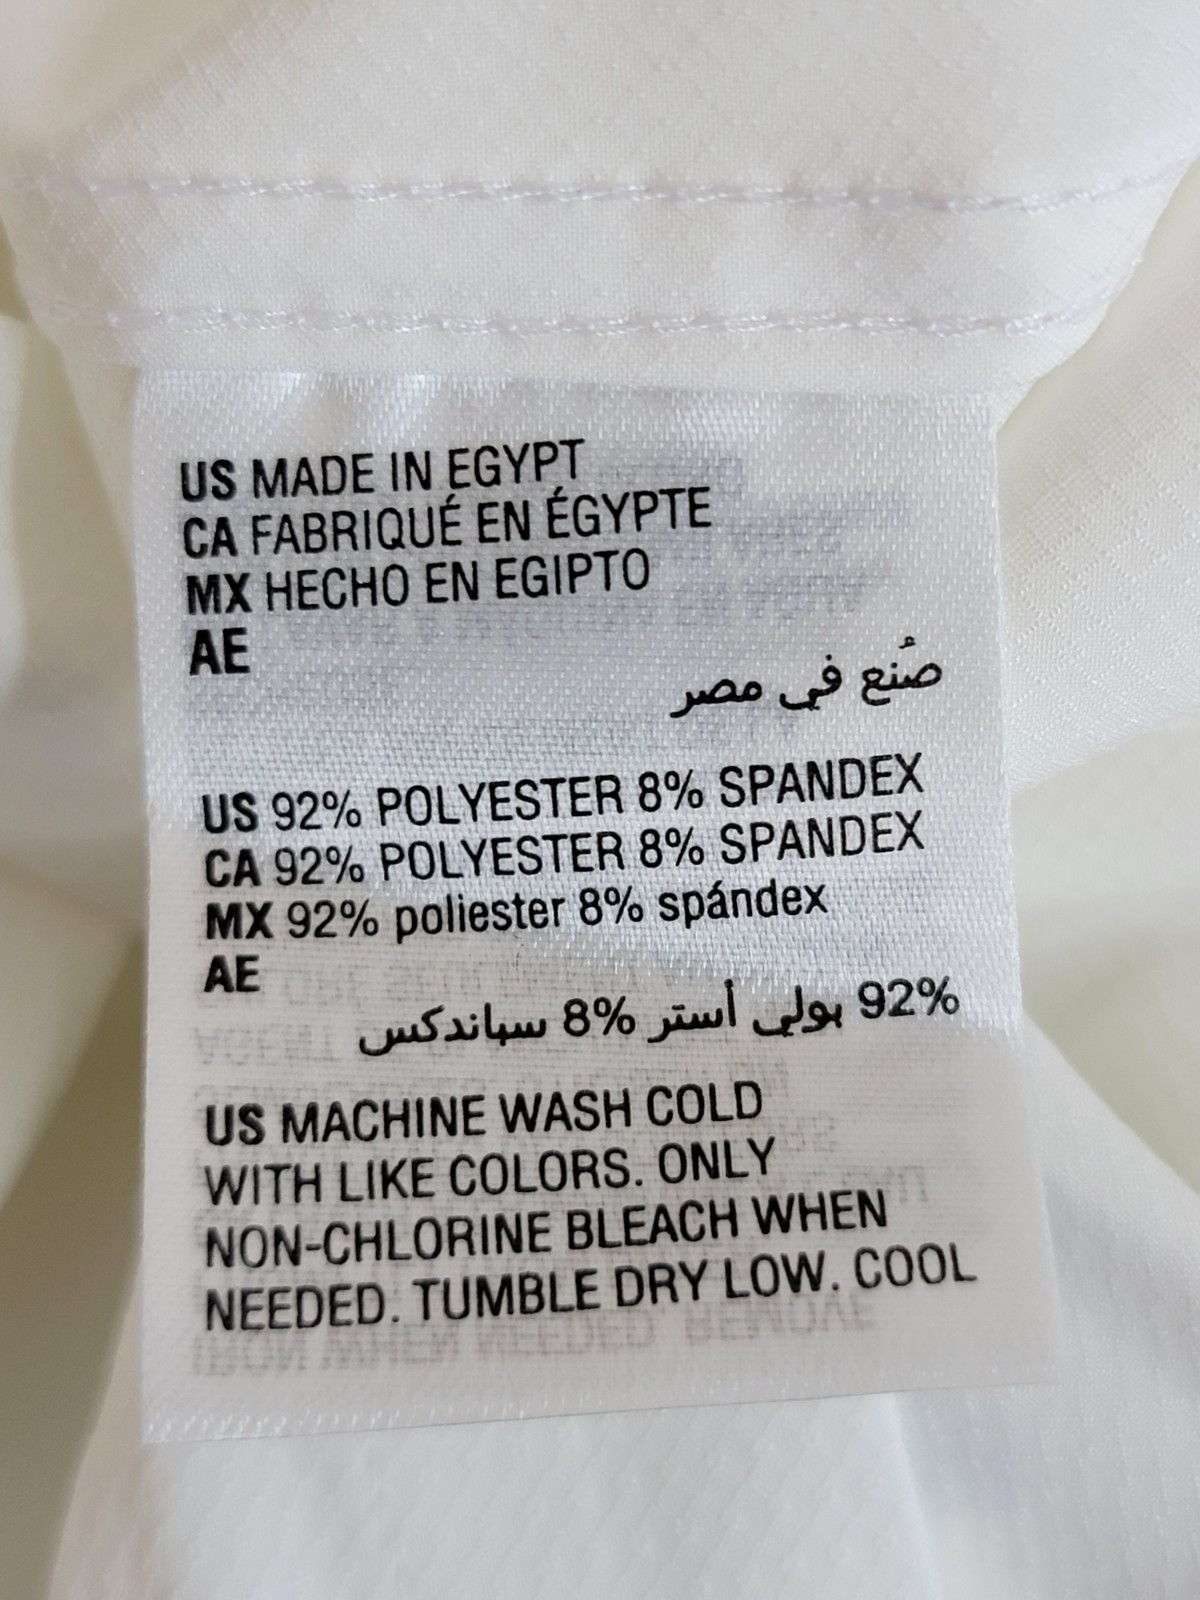 US MADE IN EGYPT
CA FABRIQUÉ EN ÉGYPTE
MX HECHO EN EGIPTO
AE
صُنع في مصر
US 92% POLYESTER 8% SPANDEX
CA 92% POLYESTER 8% SPANDEX
MX 92% poliester 8% spándex
AE
92% بولي أستر 8% سباندكس
US MACHINE WASH COLD
WITH LIKE COLORS. ONLY
NON-CHLORINE BLEACH WHEN
NEEDED. TUMBLE DRY LOW. COOL